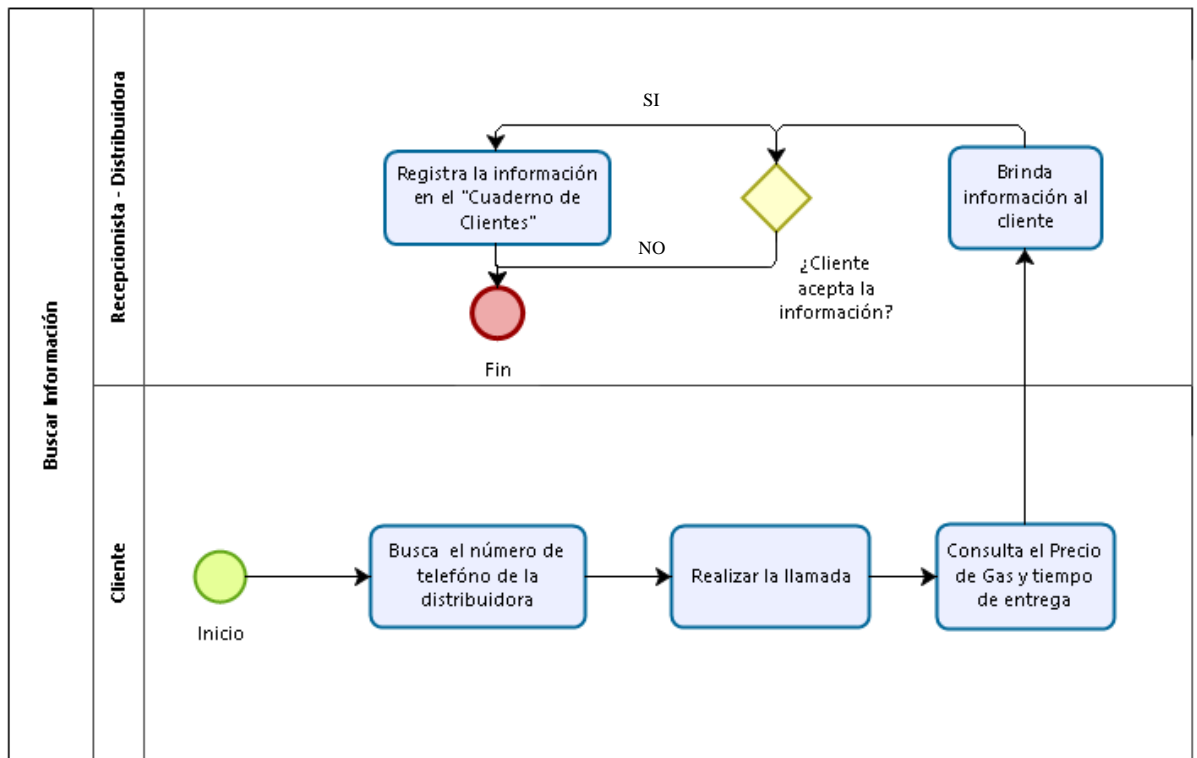 Buscar Información
Recepcionista - Distribuidora
SI
Registra la información
en el "Cuaderno de
Clientes"
Brinda
información al
cliente
NO
¿Cliente
acepta la
información?
Fin
Cliente
Inicio
Busca el número de
telefóno de la
distribuidora
Realizar la llamada
Consulta el Precio
de Gas y tiempo
de entrega